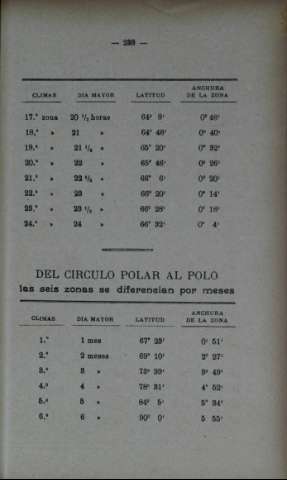 — 239 —
CLIMAS DIA MAYOR LATITUD ANCHURA DE LA ZONA
17.ª zona 20 ½ horas 64° 8' 0° 48'
18.ª » 21 » 64° 46' 0° 40'
19.ª » 21 ½ » 65° 20' 0° 32'
20.ª » 22 » 65° 46' 0° 26'
21.ª » 22 ½ » 66° 6' 0° 20'
22.ª » 23 » 66° 20' 0° 14'
23.ª » 23 ½ » 66° 28' 0°
24.ª » 24 » 66° 32' 0° 4'
DEL CIRCULO POLAR AL POLO
las seis zonas se diferencian por meses
CLIMAS DIA MAYOR LATITUD ANCHURA DE LA ZONA
1.ª 1 mes 67° 23' 0° 51'
2.ª 2 meses 69° 10' 2° 27'
3.ª 3 » 73° 39' 3° 49'
4.ª 4 » 78° 31' 4° 52'
5.ª 5 » 84° 5' 5° 34'
6.ª 6 » 90° 0' 5 55'